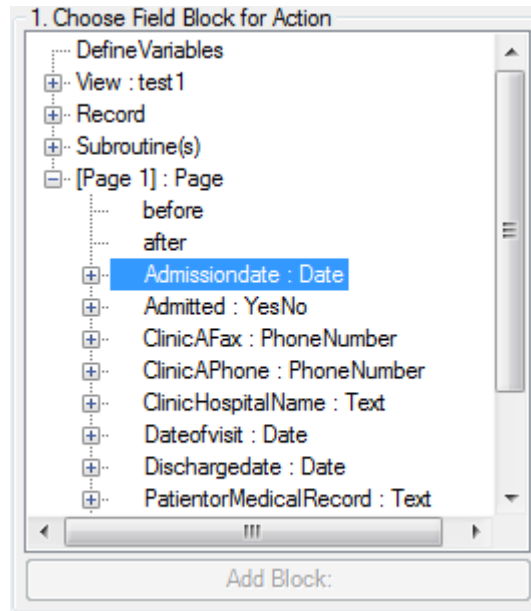 1. Choose Field Block for Action
DefineVariables
View : test1
Record
Subroutine(s)
[Page 1] : Page
before
after
Admissiondate : Date
Admitted : YesNo
ClinicAFax : PhoneNumber
ClinicAPhone : PhoneNumber
ClinicHospitalName : Text
Dateofvisit : Date
Dischargedate : Date
PatientorMedicalRecord : Text
Add Block: